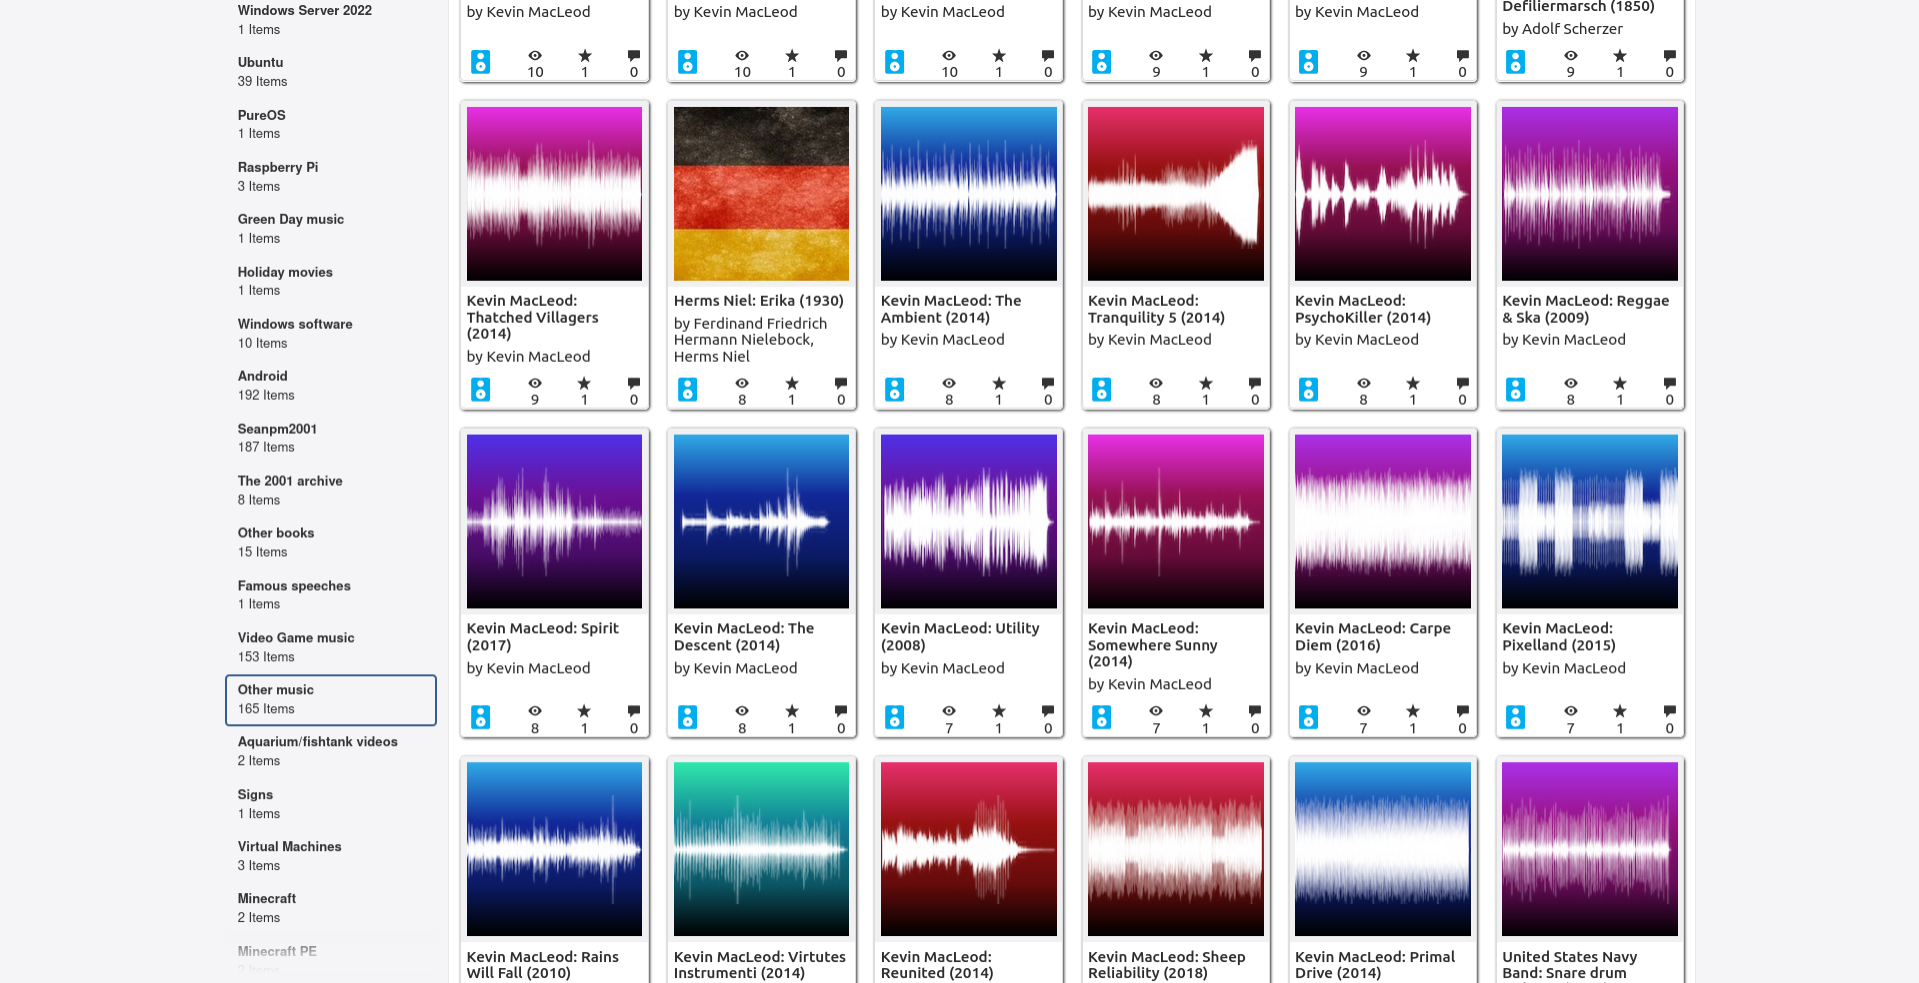 Windows Server 2022
1 Items
Ubuntu
39 Items
PureOS
1 Items
Raspberry Pi
3 Items
Green Day music
1 Items
Holiday movies
1 Items
Windows software
10 Items
Android
192 Items
Seanpm2001
187 Items
The 2001 archive
8 Items
Other books
15 Items
Famous speeches
1 Items
Video Game music
153 Items
Other music
165 Items
Aquarium/fishtank videos
2 Items
Signs
1 Items
Virtual Machines
3 Items
Minecraft
2 Items
Minecraft PE
by Kevin MacLeod
10 1 0
by Kevin MacLeod
10 1 0
by Kevin MacLeod
10 1 0
by Kevin MacLeod
9 1 0
by Kevin MacLeod
9 1 0
Defiliermarsch (1850)
by Adolf Scherzer
9 1 0
Kevin MacLeod:
Thatched Villagers
(2014)
by Kevin MacLeod
9 1 0
Herms Niel: Erika (1930)
by Ferdinand Friedrich
Hermann Nielebock,
Herms Niel
8 1 0
Kevin MacLeod: The
Ambient (2014)
by Kevin MacLeod
8 1 0
Kevin MacLeod:
Tranquility 5 (2014)
by Kevin MacLeod
8 1 0
Kevin MacLeod:
PsychoKiller (2014)
by Kevin MacLeod
8 1 0
Kevin MacLeod: Reggae
& Ska (2009)
by Kevin MacLeod
8 1 0
Kevin MacLeod: Spirit
(2017)
by Kevin MacLeod
8 1 0
Kevin MacLeod: The
Descent (2014)
by Kevin MacLeod
8 1 0
Kevin MacLeod: Utility
(2008)
by Kevin MacLeod
7 1 0
Kevin MacLeod:
Somewhere Sunny
(2014)
by Kevin MacLeod
7 1 0
Kevin MacLeod: Carpe
Diem (2016)
by Kevin MacLeod
7 1 0
Kevin MacLeod:
Pixelland (2015)
by Kevin MacLeod
7 1 0
Kevin MacLeod: Rains
Will Fall (2010)
Kevin MacLeod: Virtutes
Instrumenti (2014)
Kevin MacLeod:
Reunited (2014)
Kevin MacLeod: Sheep
Reliability (2018)
Kevin MacLeod: Primal
Drive (2014)
United States Navy
Band: Snare drum